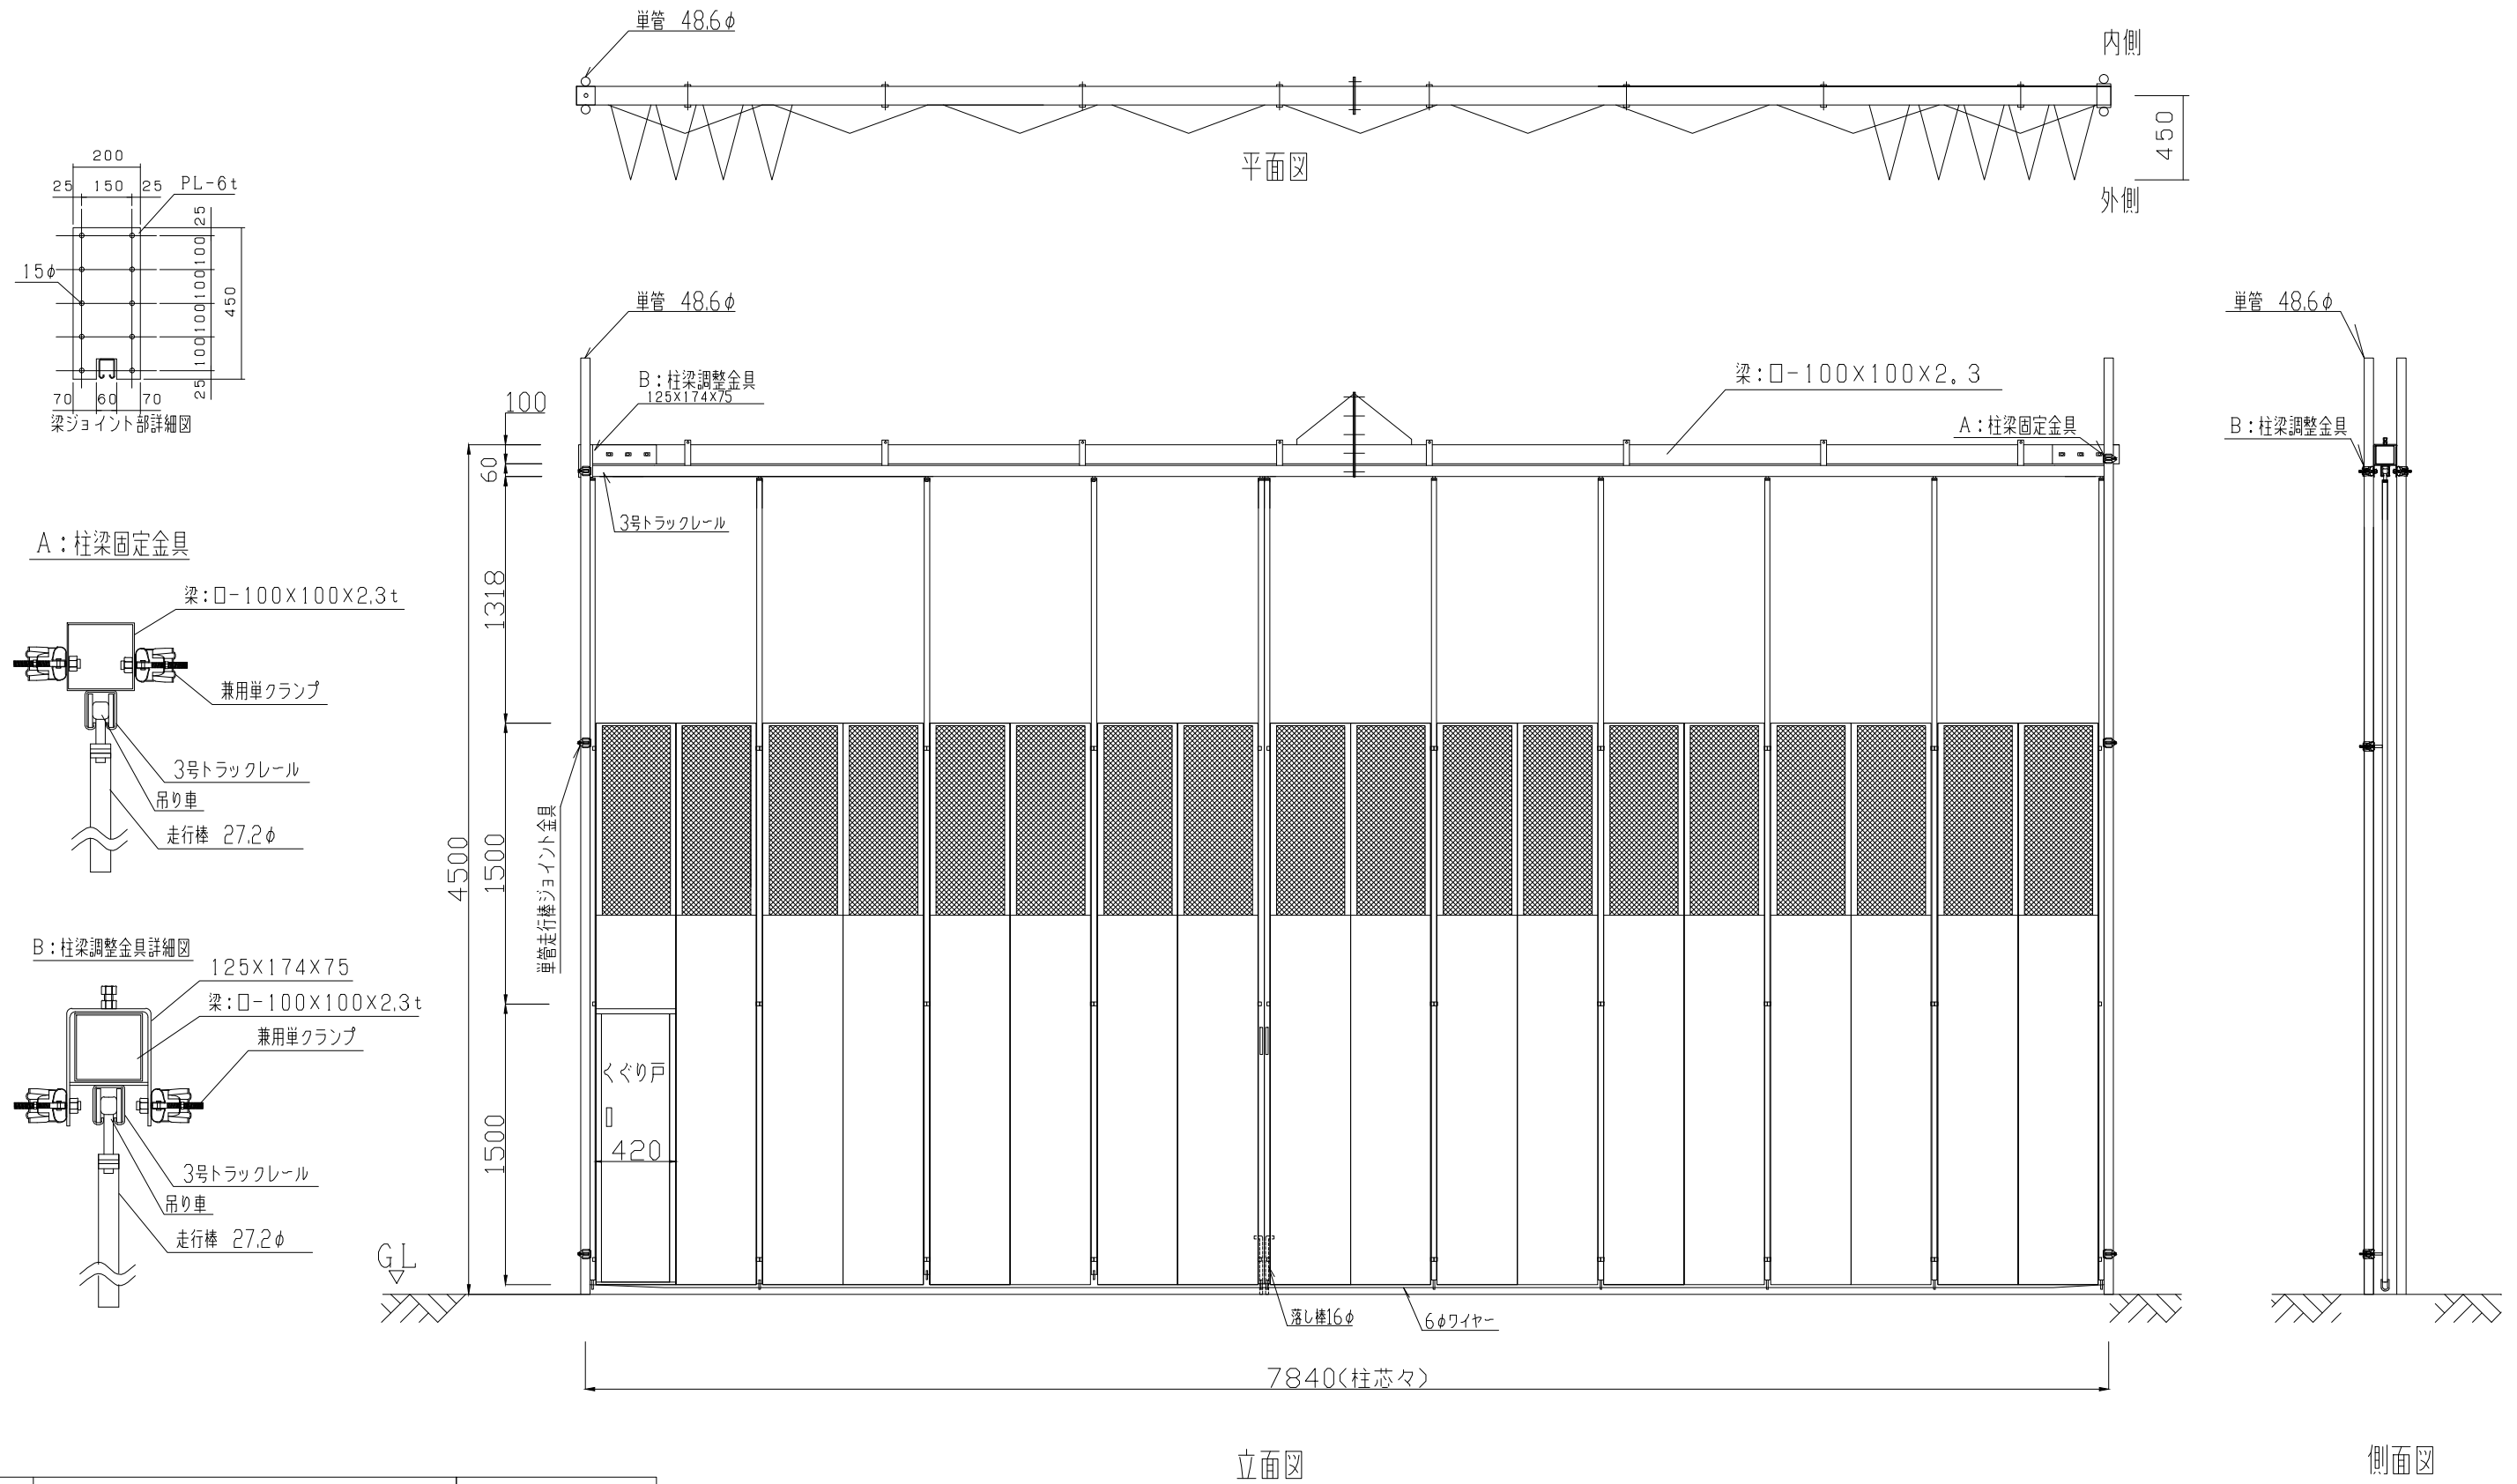 単管 48.6φ
内側
450
平面図
外側
200
25 150 25
PL-6t
25
100
100
100
100
25
450
15φ
70 60 70
梁ジョイント部詳細図
単管 48.6φ
B:柱梁調整金具
125X174X75
梁:□-100X100X2.3
A:柱梁固定金具
100
60
3号トラックレール
1318
1500
1500
4500
単管走行棒ジョイント金具
くぐり戸
420
GL
落し棒16φ
6φワイヤー
7840(柱芯々)
立面図
単管 48.6φ
B:柱梁調整金具
側面図
A:柱梁固定金具
梁:□-100X100X2.3t
兼用単クランプ
3号トラックレール
吊り車
走行棒 27.2φ
B:柱梁調整金具詳細図
125X174X75
梁:□-100X100X2.3t
兼用単クランプ
3号トラックレール
吊り車
走行棒 27.2φ